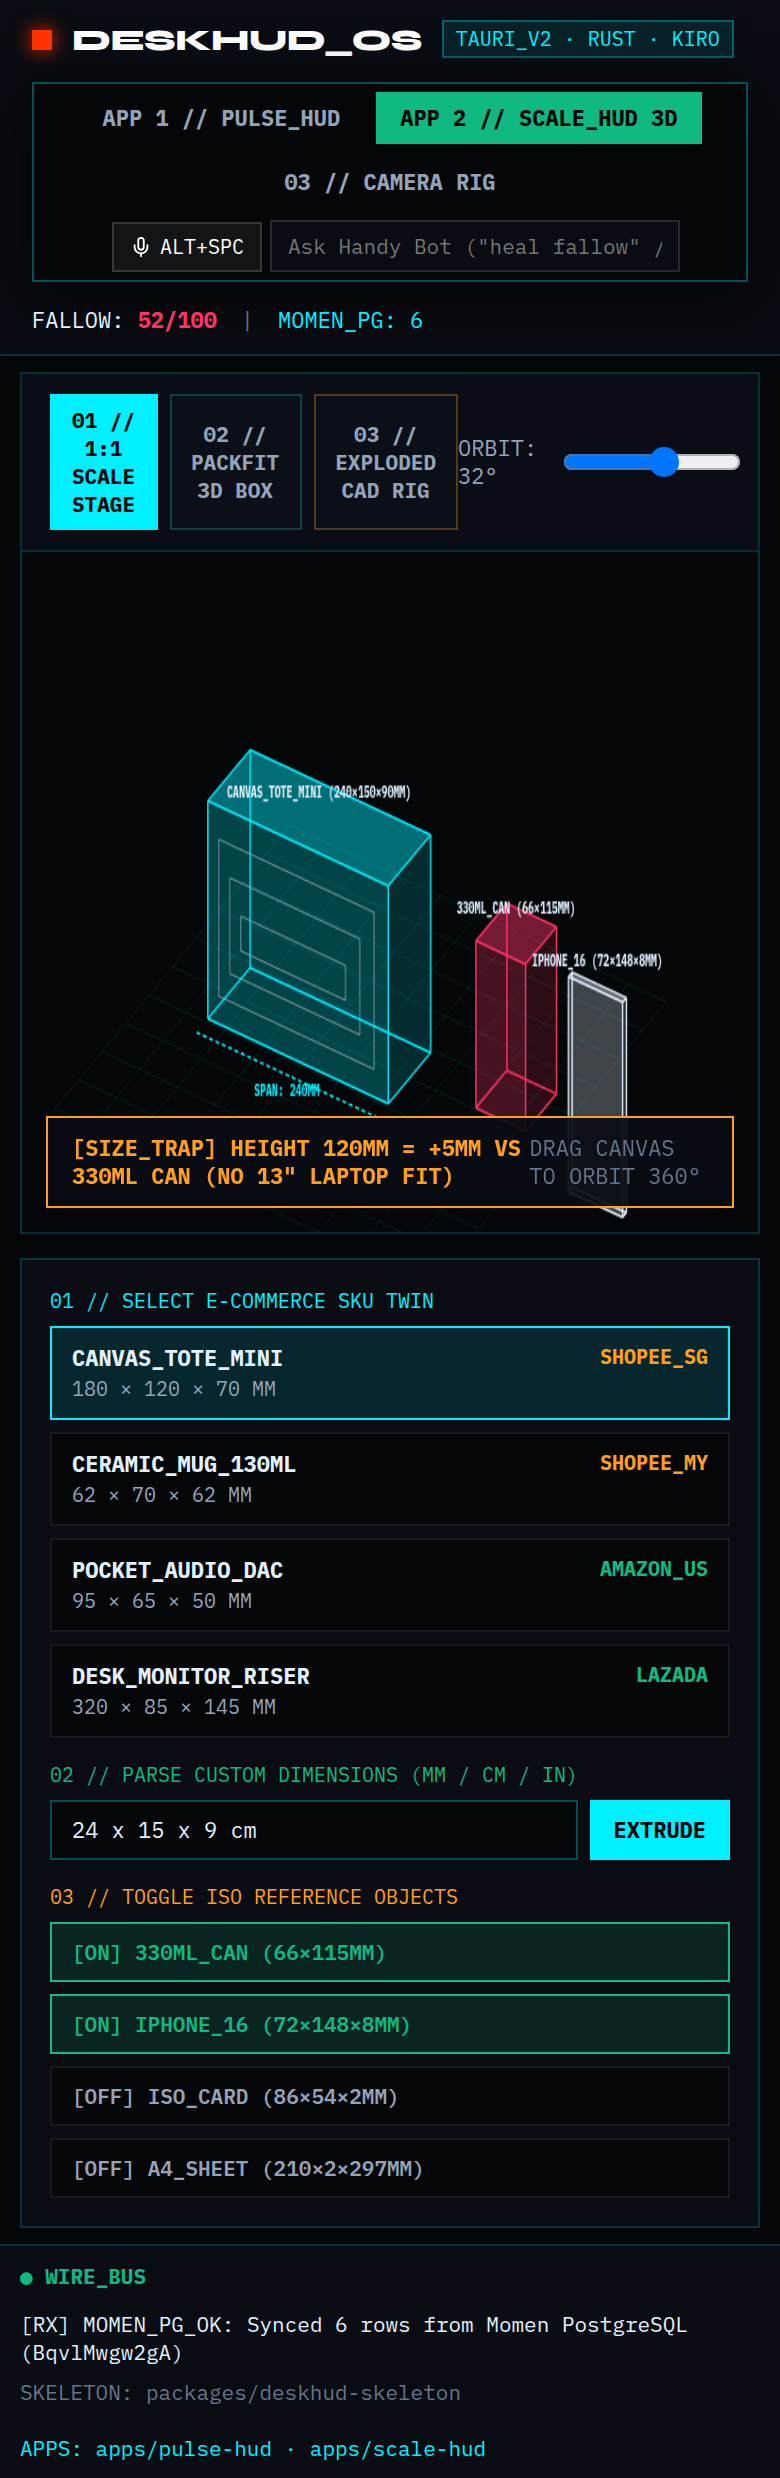 DESKHUD_OS
TAURI_V2 · RUST · KIRO
APP 1 // PULSE_HUD
APP 2 // SCALE_HUD 3D
03 // CAMERA RIG
ALT+SPC
Ask Handy Bot ("heal fallow" /
FALLOW: 52/100 | MOMEN_PG: 6
01 //
1:1
SCALE
STAGE
02 //
PACKFIT
3D BOX
03 //
EXPLODED
CAD RIG
ORBIT:
32°
CANVAS_TOTE_MINI (240×150×90MM)
330ML_CAN (66×115MM)
IPHONE_16 (72×148×8MM)
SPAN: 240MM
[SIZE_TRAP] HEIGHT 120MM = +5MM VS
330ML CAN (NO 13" LAPTOP FIT)
DRAG CANVAS
TO ORBIT 360°
01 // SELECT E-COMMERCE SKU TWIN
CANVAS_TOTE_MINI
SHOPEE_SG
180 × 120 × 70 MM
CERAMIC_MUG_130ML
SHOPEE_MY
62 × 70 × 62 MM
POCKET_AUDIO_DAC
AMAZON_US
95 × 65 × 50 MM
DESK_MONITOR_RISER
LAZADA
320 × 85 × 145 MM
02 // PARSE CUSTOM DIMENSIONS (MM / CM / IN)
24 x 15 x 9 cm
EXTRUDE
03 // TOGGLE ISO REFERENCE OBJECTS
[ON] 330ML_CAN (66×115MM)
[ON] IPHONE_16 (72×148×8MM)
[OFF] ISO_CARD (86×54×2MM)
[OFF] A4_SHEET (210×2×297MM)
● WIRE_BUS
[RX] MOMEN_PG_OK: Synced 6 rows from Momen PostgreSQL
(BqvlMwgw2gA)
SKELETON: packages/deskhud-skeleton
APPS: apps/pulse-hud · apps/scale-hud